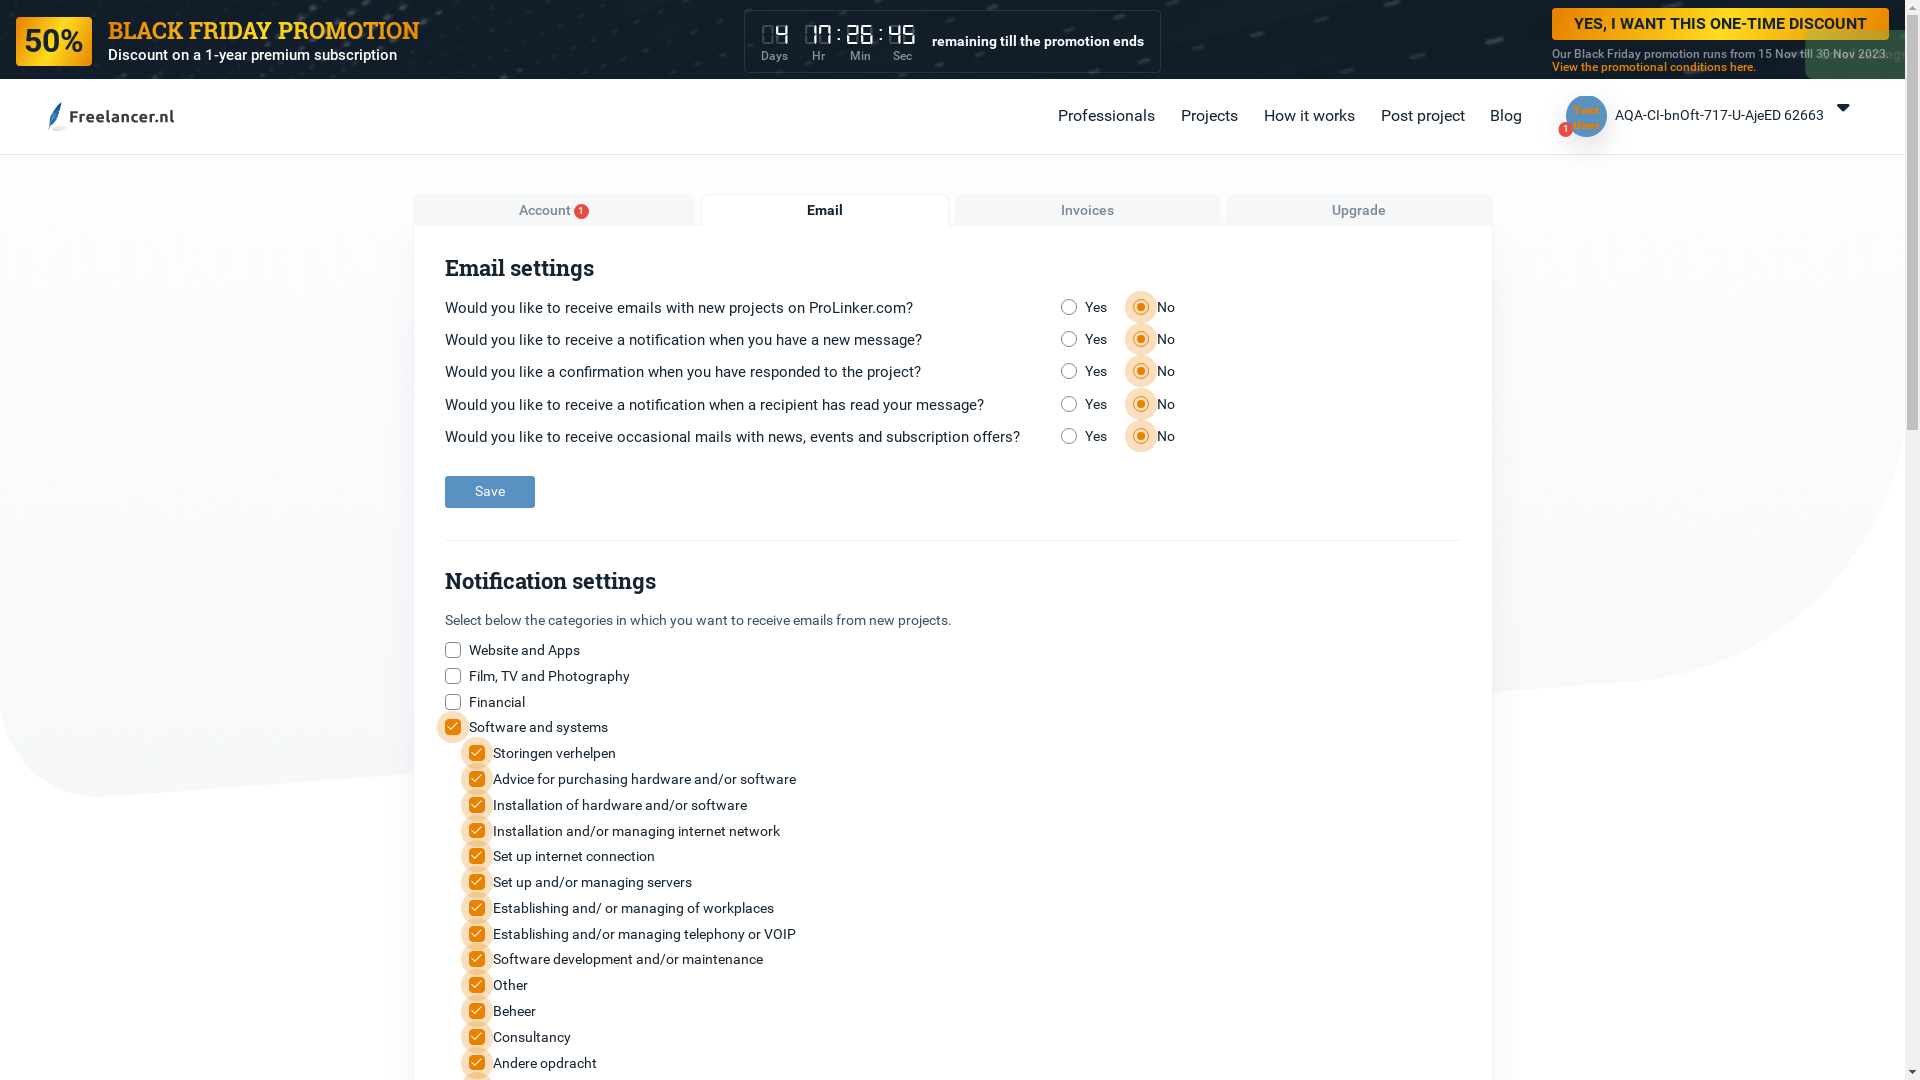 50%
BLACK FRIDAY PROMOTION
Discount on a 1-year premium subscription
4 17 : 26 : 45
Days Hr Min Sec
remaining till the promotion ends
YES, I WANT THIS ONE-TIME DISCOUNT
Our Black Friday promotion runs from 15 Nov till 30 Nov 2023.
View the promotional conditions here.
Freelancer.nl
Professionals
Projects
How it works
Post project
Blog
Test
User
1
AQA-CI-bnOft-717-U-AjeED 62663
Account 1
Email
Invoices
Upgrade
Email settings
Would you like to receive emails with new projects on ProLinker.com? Yes No
Would you like to receive a notification when you have a new message? Yes No
Would you like a confirmation when you have responded to the project? Yes No
Would you like to receive a notification when a recipient has read your message? Yes No
Would you like to receive occasional mails with news, events and subscription offers? Yes No
Save
Notification settings
Select below the categories in which you want to receive emails from new projects.
Website and Apps
Film, TV and Photography
Financial
Software and systems
Storingen verhelpen
Advice for purchasing hardware and/or software
Installation of hardware and/or software
Installation and/or managing internet network
Set up internet connection
Set up and/or managing servers
Establishing and/ or managing of workplaces
Establishing and/or managing telephony or VOIP
Software development and/or maintenance
Other
Beheer
Consultancy
Andere opdracht